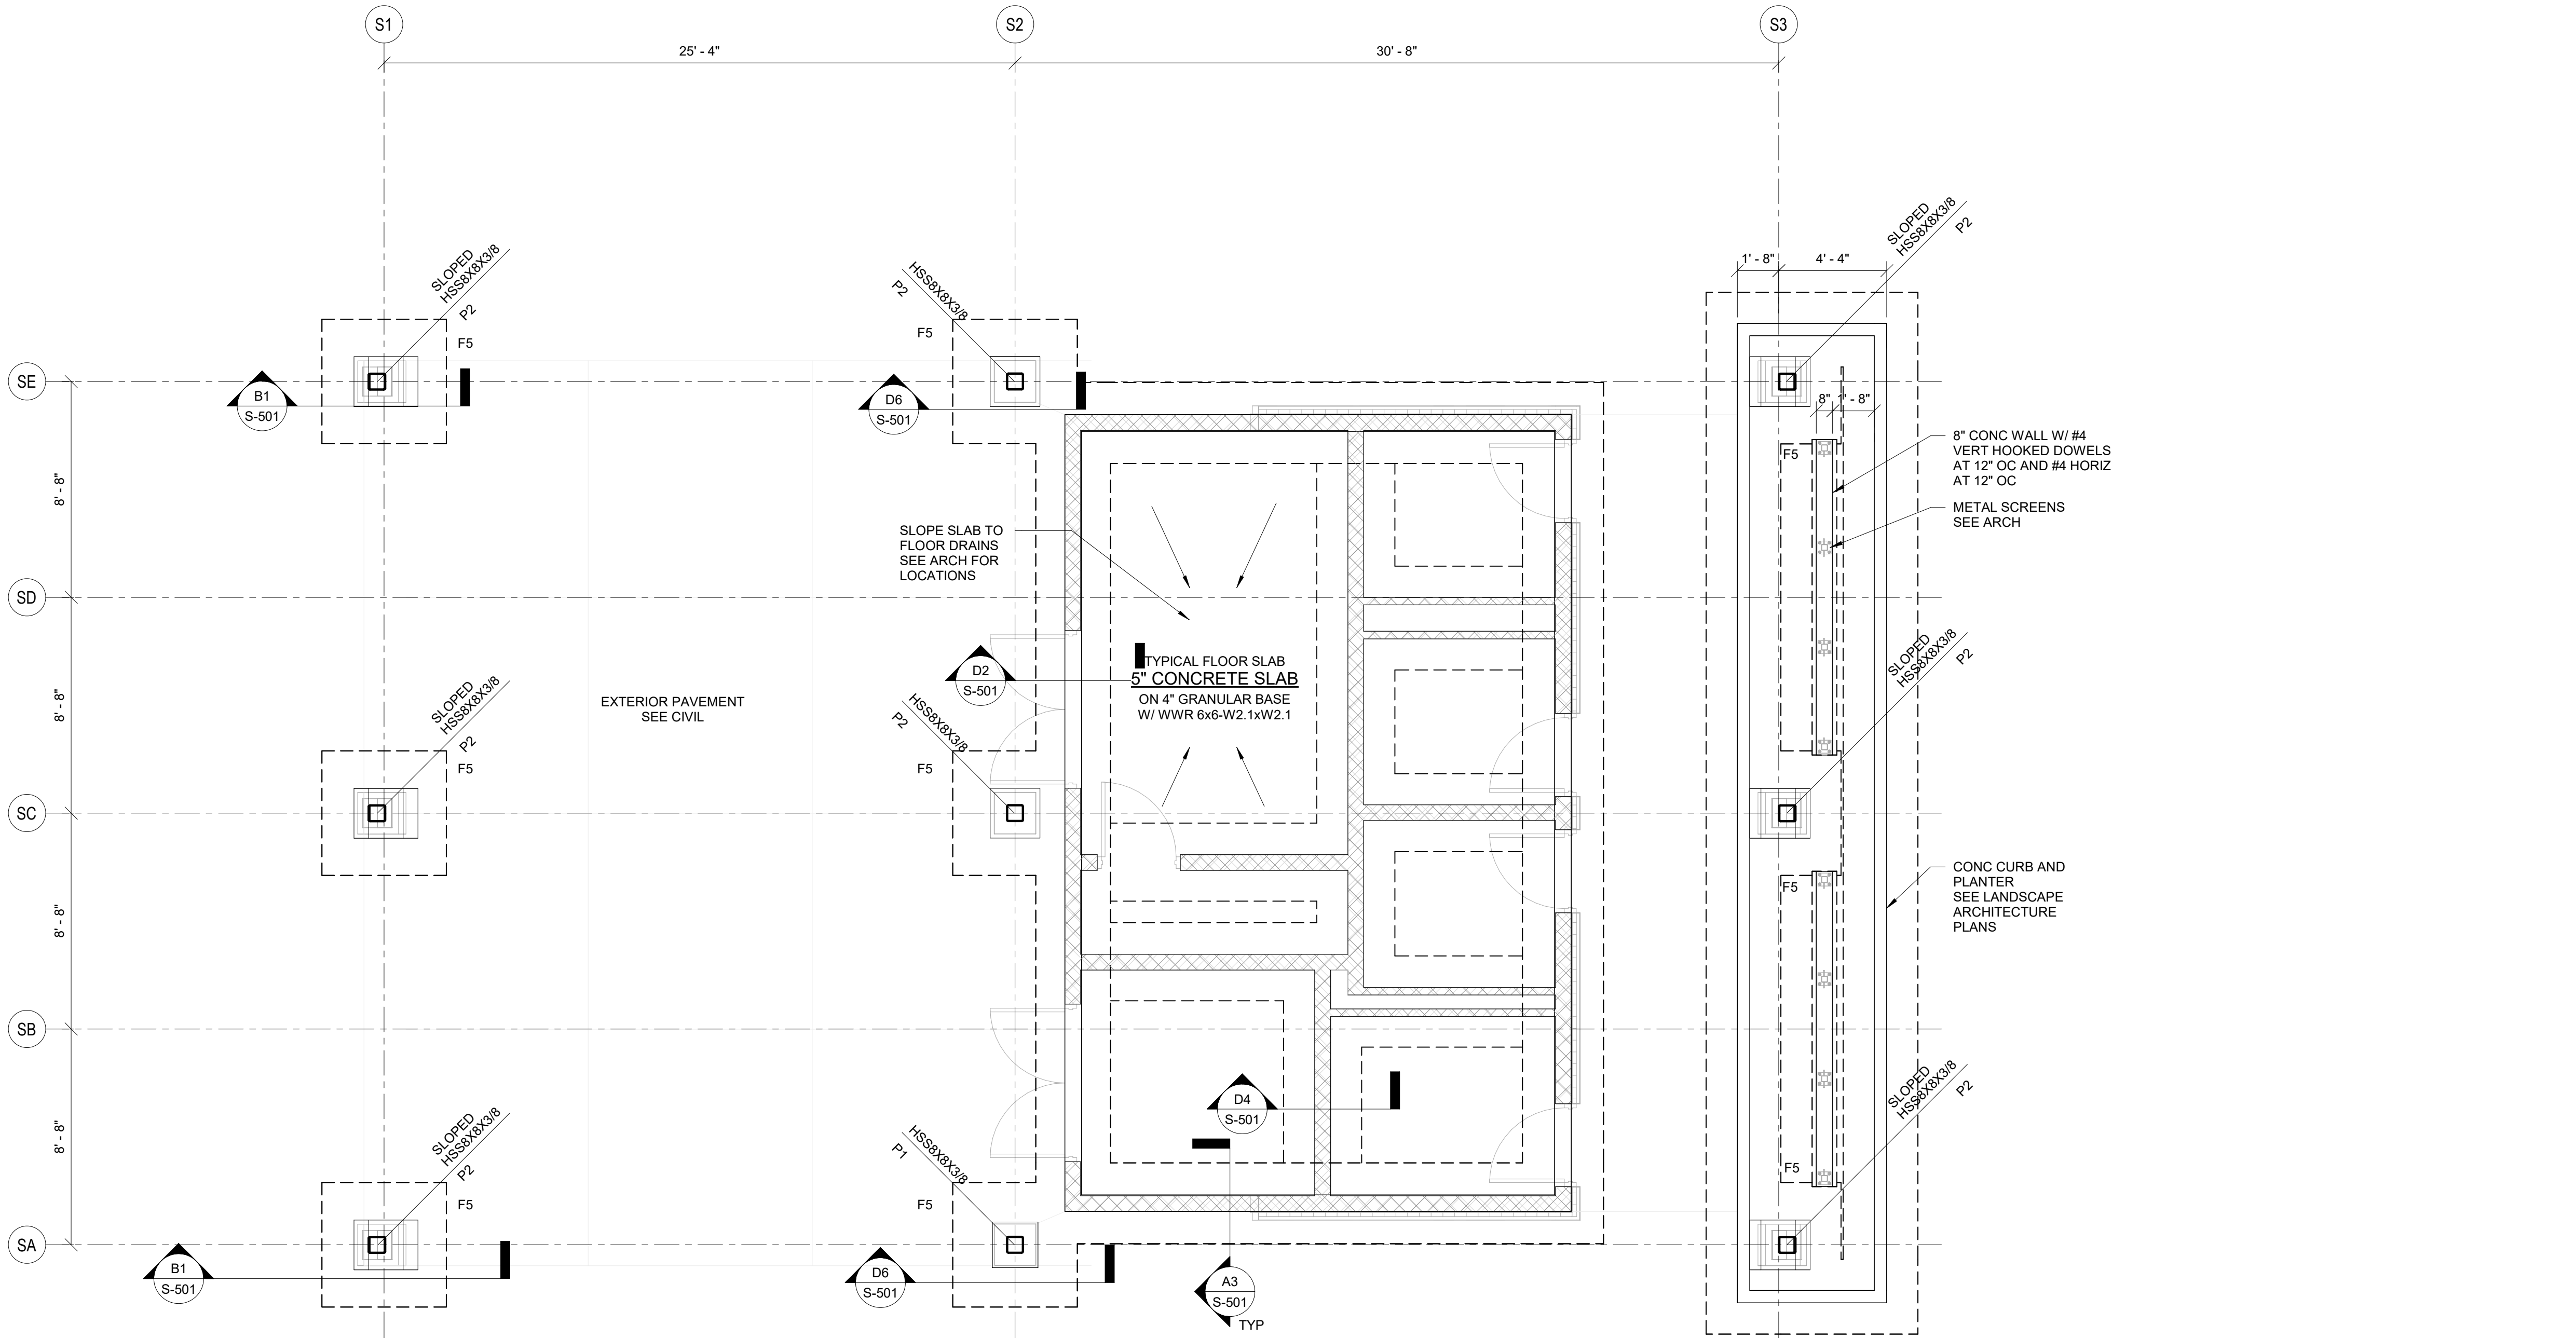 S1
S2
S3
25' - 4"
30' - 8"
SLOPED
HSS8X8X3/8
P2
SLOPED
HSS8X8X3/8
P2
HSS8X8X3/8
P2
1' - 8"
4' - 4"
F5
F5
SE
B1
S-501
D6
S-501
8"
1' - 8"
8" CONC WALL W/ #4
VERT HOOKED DOWELS
AT 12" OC AND #4 HORIZ
AT 12" OC
F5
8' - 8"
METAL SCREENS
SEE ARCH
SLOPE SLAB TO
FLOOR DRAINS
SEE ARCH FOR
LOCATIONS
SD
D2
S-501
TYPICAL FLOOR SLAB
5" CONCRETE SLAB
ON 4" GRANULAR BASE
W/ WWR 6x6-W2.1xW2.1
SLOPED
HSS8X8X3/8
P2
SLOPED
HSS8X8X3/8
P2
8' - 8"
EXTERIOR PAVEMENT
SEE CIVIL
HSS8X8X3/8
P2
F5
F5
SC
CONC CURB AND
PLANTER
SEE LANDSCAPE
ARCHITECTURE
PLANS
F5
8' - 8"
SB
SLOPED
HSS8X8X3/8
P2
D4
S-501
SLOPED
HSS8X8X3/8
P2
8' - 8"
HSS8X8X3/8
P1
F5
F5
F5
SA
B1
S-501
D6
S-501
A3
S-501
TYP